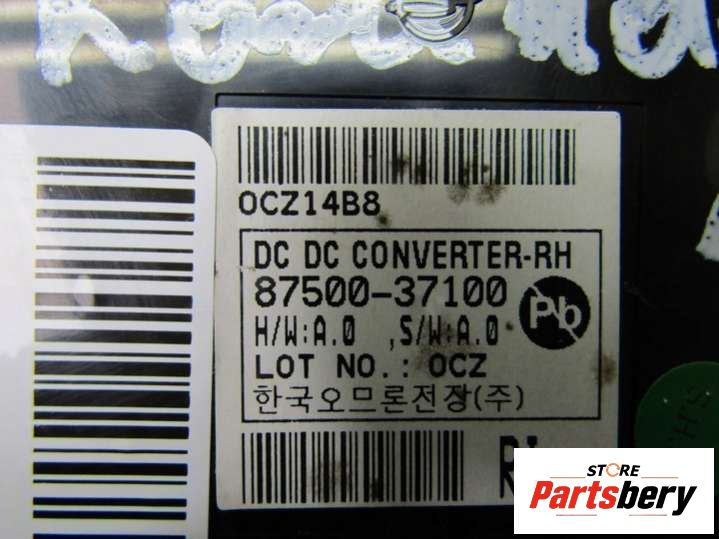 OCZ14B8
DC DC CONVERTER-RH
87500-37100
Pb
H/W:A.0 ,S/W:A.0
LOT NO.: OCZ
한국오므론전장(주)
STORE
Partsbery